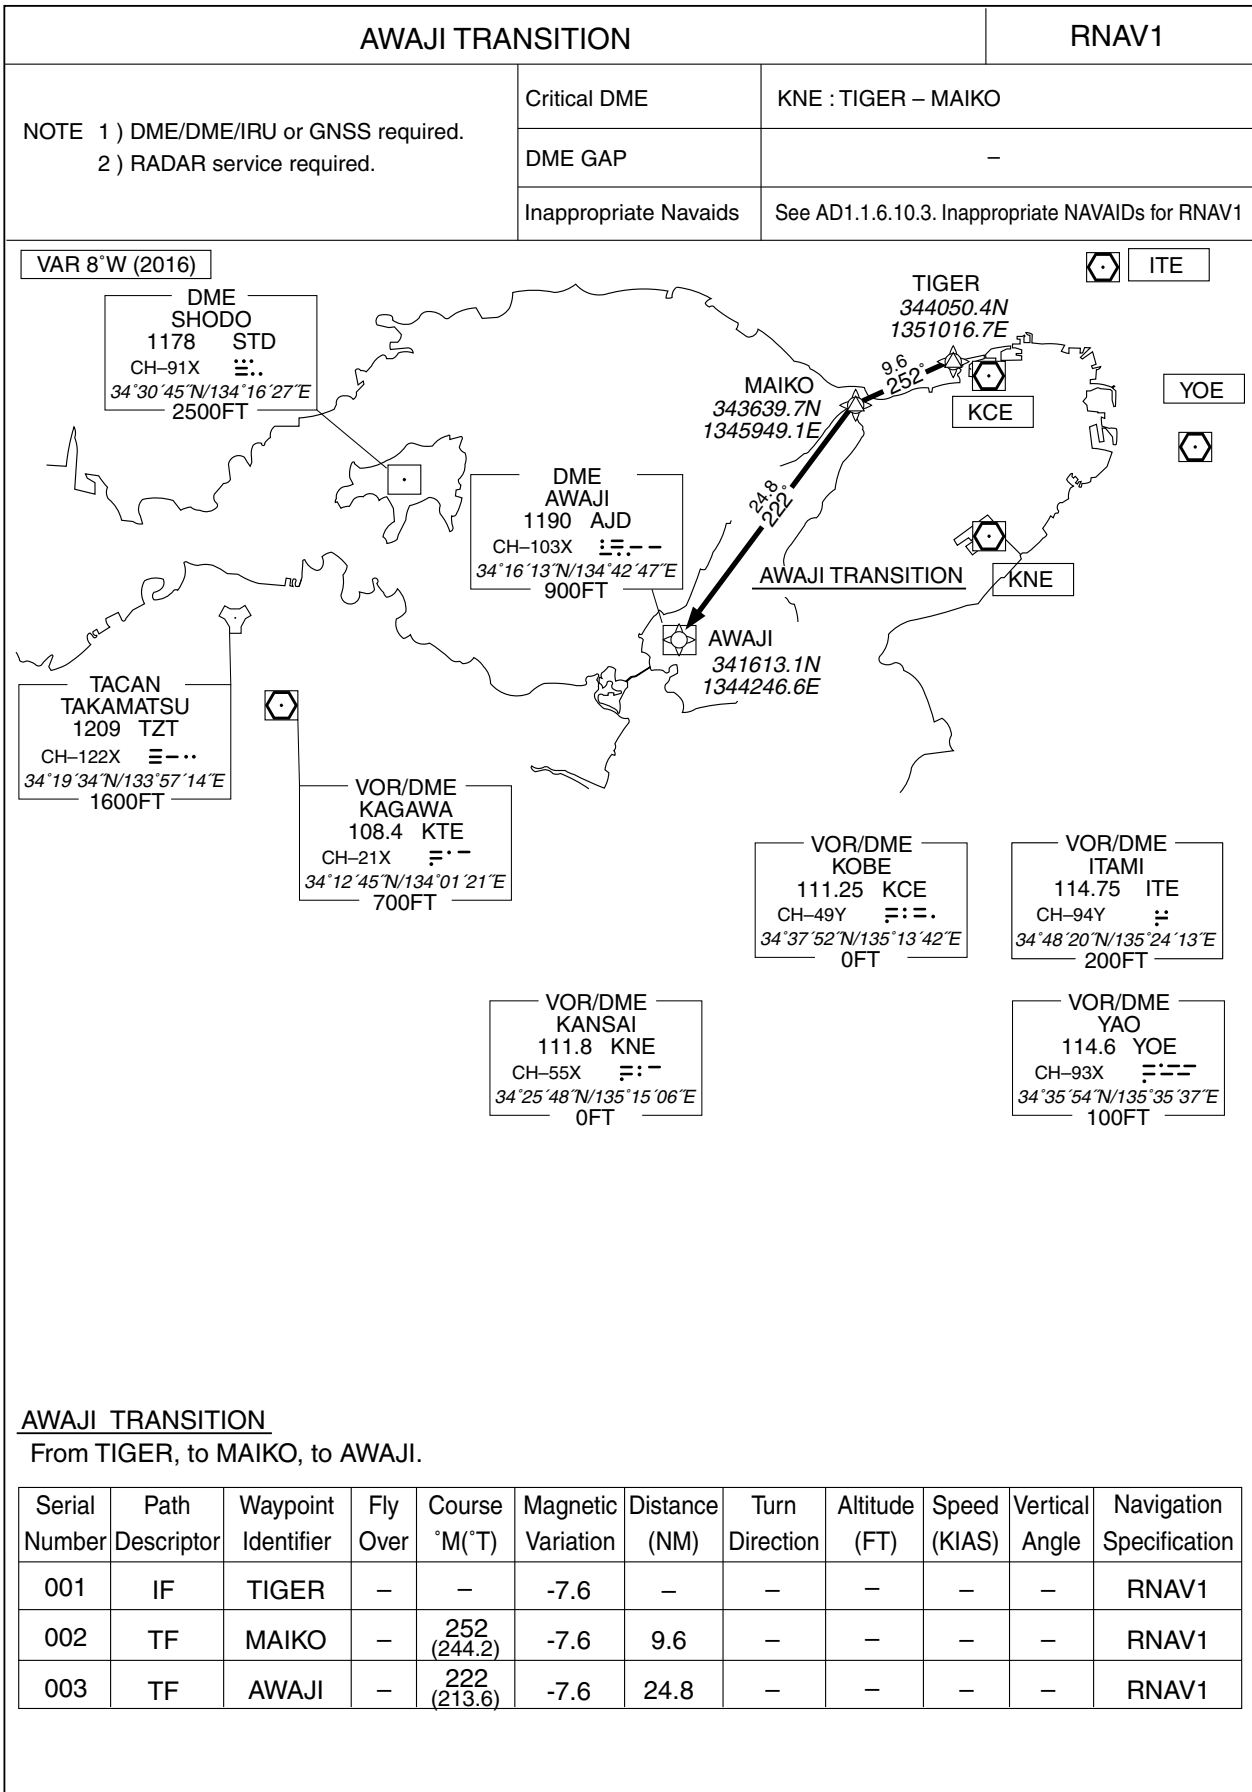 AWAJI TRANSITION
RNAV1
NOTE 1 ) DME/DME/IRU or GNSS required.
2 ) RADAR service required.
Critical DME
KNE : TIGER – MAIKO
DME GAP
–
Inappropriate Navaids
See AD1.1.6.10.3. Inappropriate NAVAIDs for RNAV1
VAR 8˚W (2016)
DME
SHODO
1178 STD
CH–91X
34˚30´45˝N/134˚16´27˝E
2500FT
ITE
TIGER
344050.4N
1351016.7E
9.6
252˚
MAIKO
343639.7N
1345949.1E
KCE
YOE
DME
AWAJI
1190 AJD
CH–103X
34˚16´13˝N/134˚42´47˝E
900FT
24.8
222˚
AWAJI TRANSITION
KNE
AWAJI
341613.1N
1344246.6E
TACAN
TAKAMATSU
1209 TZT
CH–122X
34˚19´34˝N/133˚57´14˝E
1600FT
VOR/DME
KAGAWA
108.4 KTE
CH–21X
34˚12´45˝N/134˚01´21˝E
700FT
VOR/DME
KOBE
111.25 KCE
CH–49Y
34˚37´52˝N/135˚13´42˝E
0FT
VOR/DME
ITAMI
114.75 ITE
CH–94Y
34˚48´20˝N/135˚24´13˝E
200FT
VOR/DME
KANSAI
111.8 KNE
CH–55X
34˚25´48˝N/135˚15´06˝E
0FT
VOR/DME
YAO
114.6 YOE
CH–93X
34˚35´54˝N/135˚35´37˝E
100FT
AWAJI TRANSITION
From TIGER, to MAIKO, to AWAJI.
Serial Number Path Descriptor Waypoint Identifier Fly Over Course ˚M(˚T) Magnetic Variation Distance (NM) Turn Direction Altitude (FT) Speed (KIAS) Vertical Angle Navigation Specification
001 IF TIGER – – -7.6 – – – – – RNAV1
002 TF MAIKO – 252 (244.2) -7.6 9.6 – – – – RNAV1
003 TF AWAJI – 222 (213.6) -7.6 24.8 – – – – RNAV1